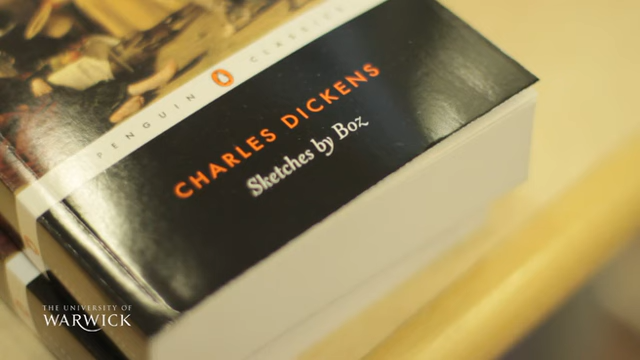 PENGUIN CLASSICS
CHARLES DICKENS
Sketches by Boz
THE UNIVERSITY OF
WARWICK